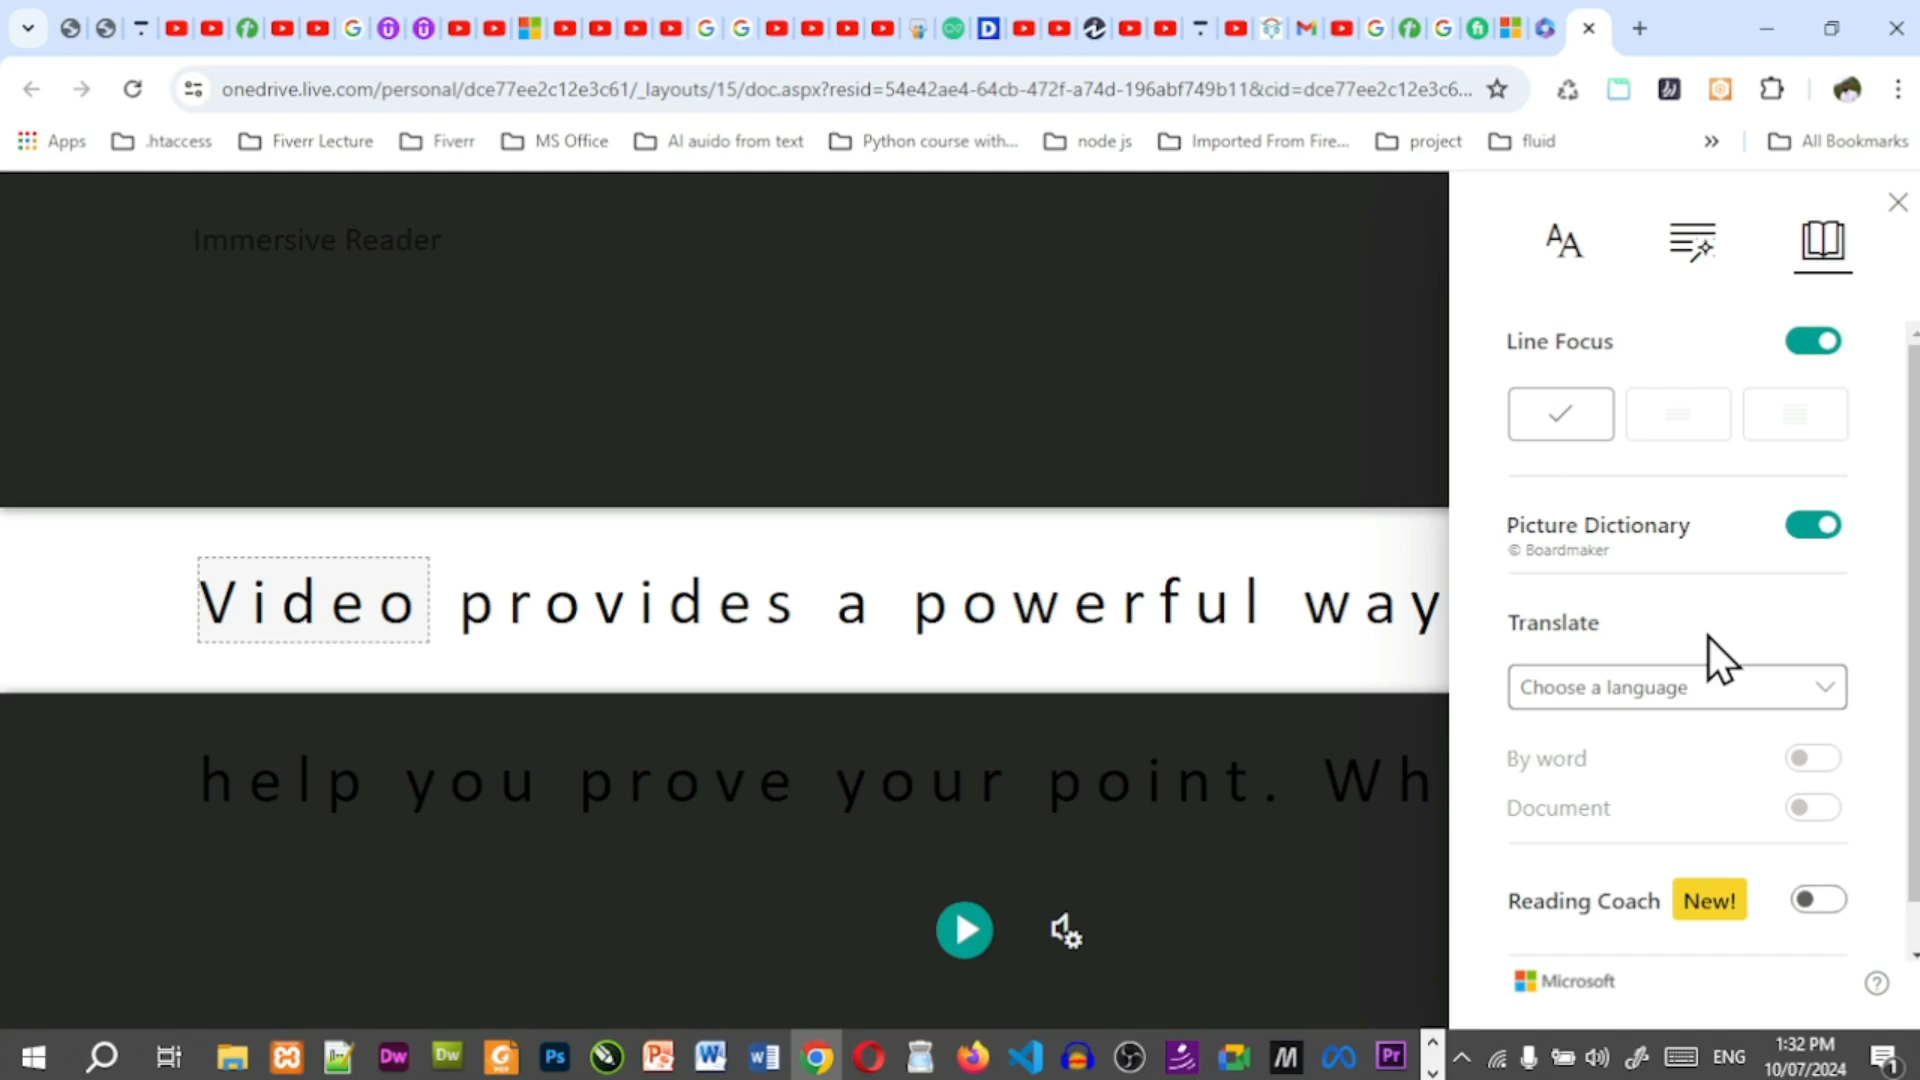 onedrive.live.com/personal/dce77ee2c12e3c61/_layouts/15/doc.aspx?resid=54e42ae4-64cb-472f-a74d-196abf749b11&cid=dce77ee2c12e3c6...
Apps .htaccess Fiverr Lecture Fiverr MS Office AI auido from text Python course with... node js Imported From Fire... project fluid » All Bookmarks
Immersive Reader
Line Focus
Picture Dictionary
© Boardmaker
Video provides a powerful way
Translate
Choose a language
help you prove your point. Wh
By word
Document
Reading Coach New!
Microsoft
ENG
1:32 PM
10/07/2024